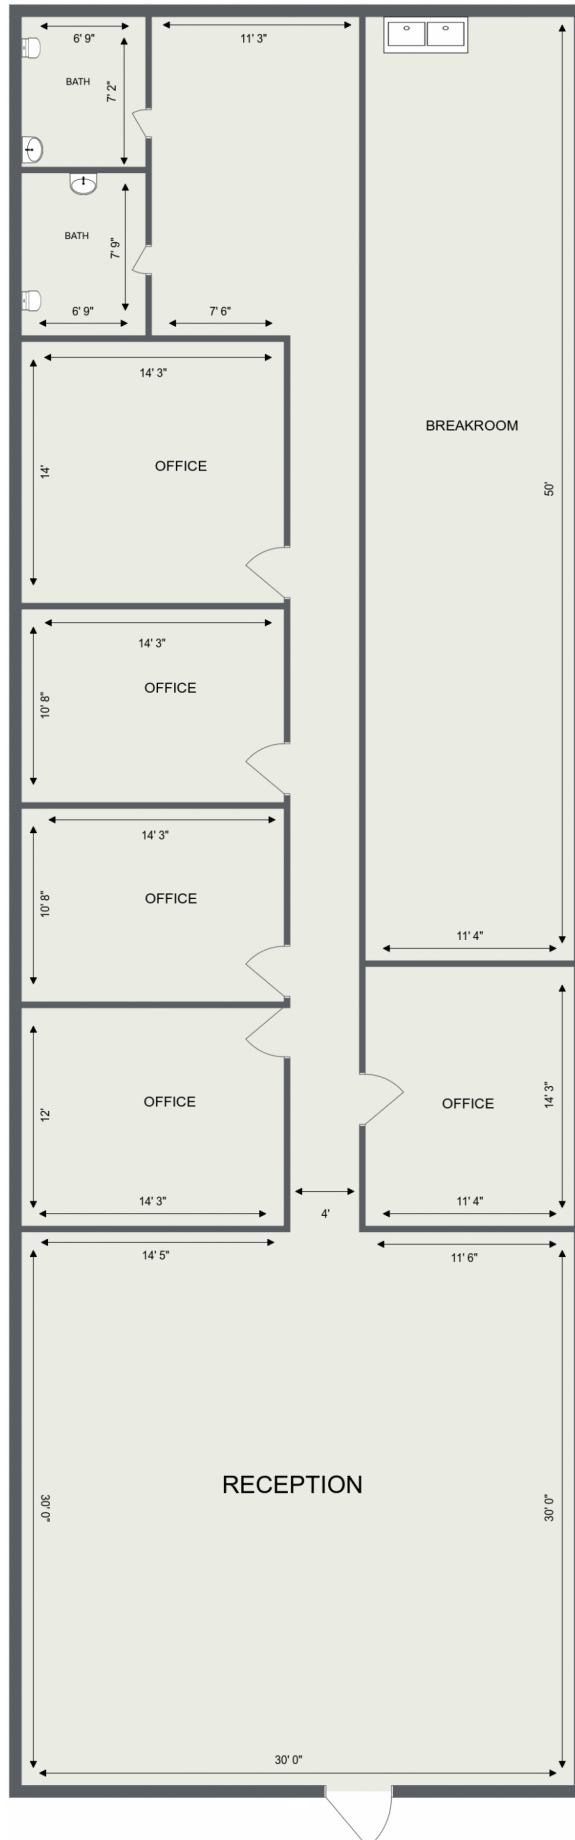 6' 9"
11' 3"
BATH
7' 2"
BATH
7' 9"
6' 9"
7' 6"
14' 3"
BREAKROOM
OFFICE
14'
50'
14' 3"
OFFICE
10' 8"
14' 3"
OFFICE
10' 8"
11' 4"
OFFICE
OFFICE
14' 3"
12'
14' 3"
11' 4"
4'
14' 5"
11' 6"
RECEPTION
30' 0"
30' 0"
30' 0"